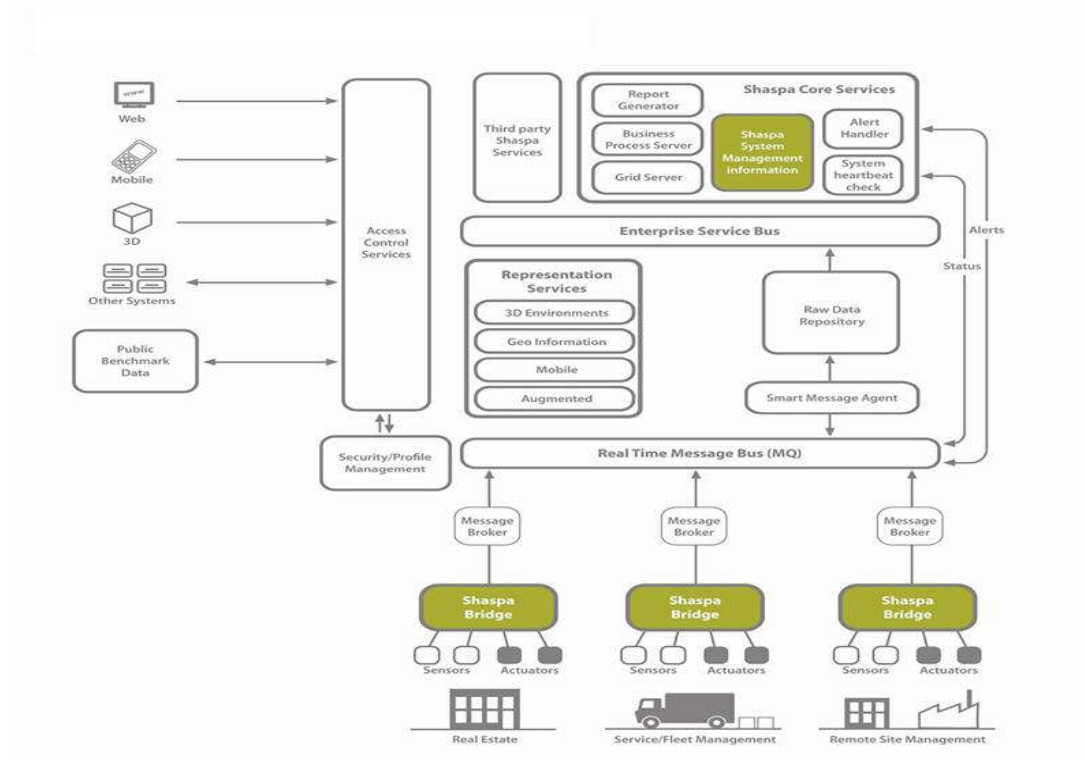 www
Web
Mobile
3D
Other Systems
Public
Benchmark
Data
Access
Control
Services
Security/Profile
Management
Third party
Shaspa
Services
Shaspa Core Services
Report
Generator
Business
Process Server
Grid Server
Shaspa
System
Management
Information
Alert
Handler
System
heartbeat
check
Enterprise Service Bus
Alerts
Status
Representation
Services
3D Environments
Geo Information
Mobile
Augmented
Raw Data
Repository
Smart Message Agent
Real Time Message Bus (MQ)
Message
Broker
Message
Broker
Message
Broker
Shaspa
Bridge
Shaspa
Bridge
Shaspa
Bridge
Sensors
Actuators
Sensors
Actuators
Sensors
Actuators
Real Estate
Service/Fleet Management
Remote Site Management